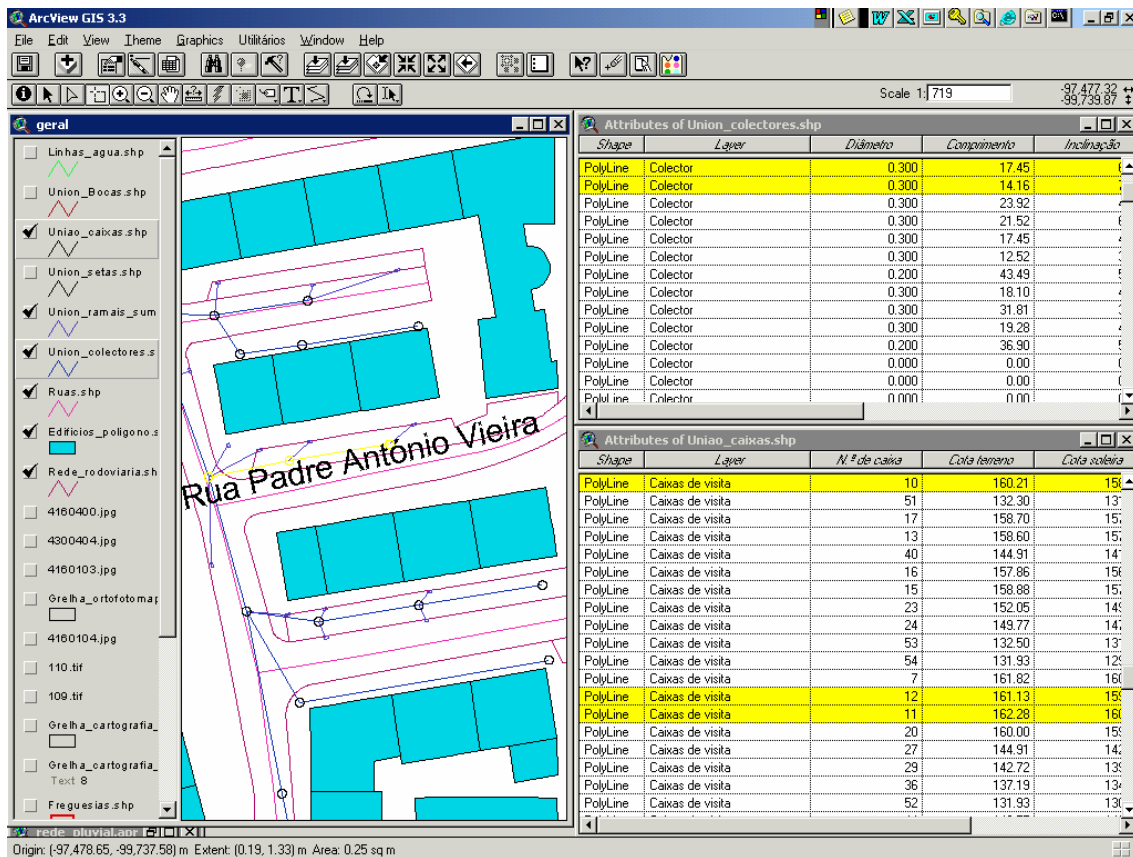 ArcView GIS 3.3
File Edit View Theme Graphics Utilitários Window Help
Scale 1: 719
-97,477.32
-99,739.87
geral
Linhas_agua.shp
Union_Bocas.shp
Uniao_caixas.shp
Union_setas.shp
Union_ramais_sum
Union_colectores.s
Ruas.shp
Edificios_poligono.s
Rede_rodoviaria.sh
4160400.jpg
4300404.jpg
4160103.jpg
Grelha_ortofotomap
4160104.jpg
110.tif
109.tif
Grelha_cartografia_
Grelha_cartografia_
Text 8
Freguesias.shp
Rua Padre António Vieira
Attributes of Union_colectores.shp
Shape Layer Diâmetro Comprimento Inclinação
PolyLine Colector 0.300 17.45
PolyLine Colector 0.300 14.16
PolyLine Colector 0.300 23.92
PolyLine Colector 0.300 21.52
PolyLine Colector 0.300 17.45
PolyLine Colector 0.300 12.52
PolyLine Colector 0.200 43.49
PolyLine Colector 0.300 18.10
PolyLine Colector 0.300 31.81
PolyLine Colector 0.300 19.28
PolyLine Colector 0.200 36.90
PolyLine Colector 0.000 0.00
PolyLine Colector 0.000 0.00
PolyLine Colector 0.000 0.00
Attributes of Uniao_caixas.shp
Shape Layer N.º de caixa Cota terreno Cota soleira
PolyLine Caixas de visita 10 160.21
PolyLine Caixas de visita 51 132.30
PolyLine Caixas de visita 17 158.70
PolyLine Caixas de visita 13 158.60
PolyLine Caixas de visita 40 144.91
PolyLine Caixas de visita 16 157.86
PolyLine Caixas de visita 15 158.88
PolyLine Caixas de visita 23 152.05
PolyLine Caixas de visita 24 149.77
PolyLine Caixas de visita 53 132.50
PolyLine Caixas de visita 54 131.93
PolyLine Caixas de visita 7 161.82
PolyLine Caixas de visita 12 161.13
PolyLine Caixas de visita 11 162.28
PolyLine Caixas de visita 20 160.00
PolyLine Caixas de visita 27 144.91
PolyLine Caixas de visita 29 142.72
PolyLine Caixas de visita 36 137.19
PolyLine Caixas de visita 52 131.93
rede_pluvial.apr
Origin: (-97,478.65, -99,737.58) m Extent: (0.19, 1.33) m Area: 0.25 sq m